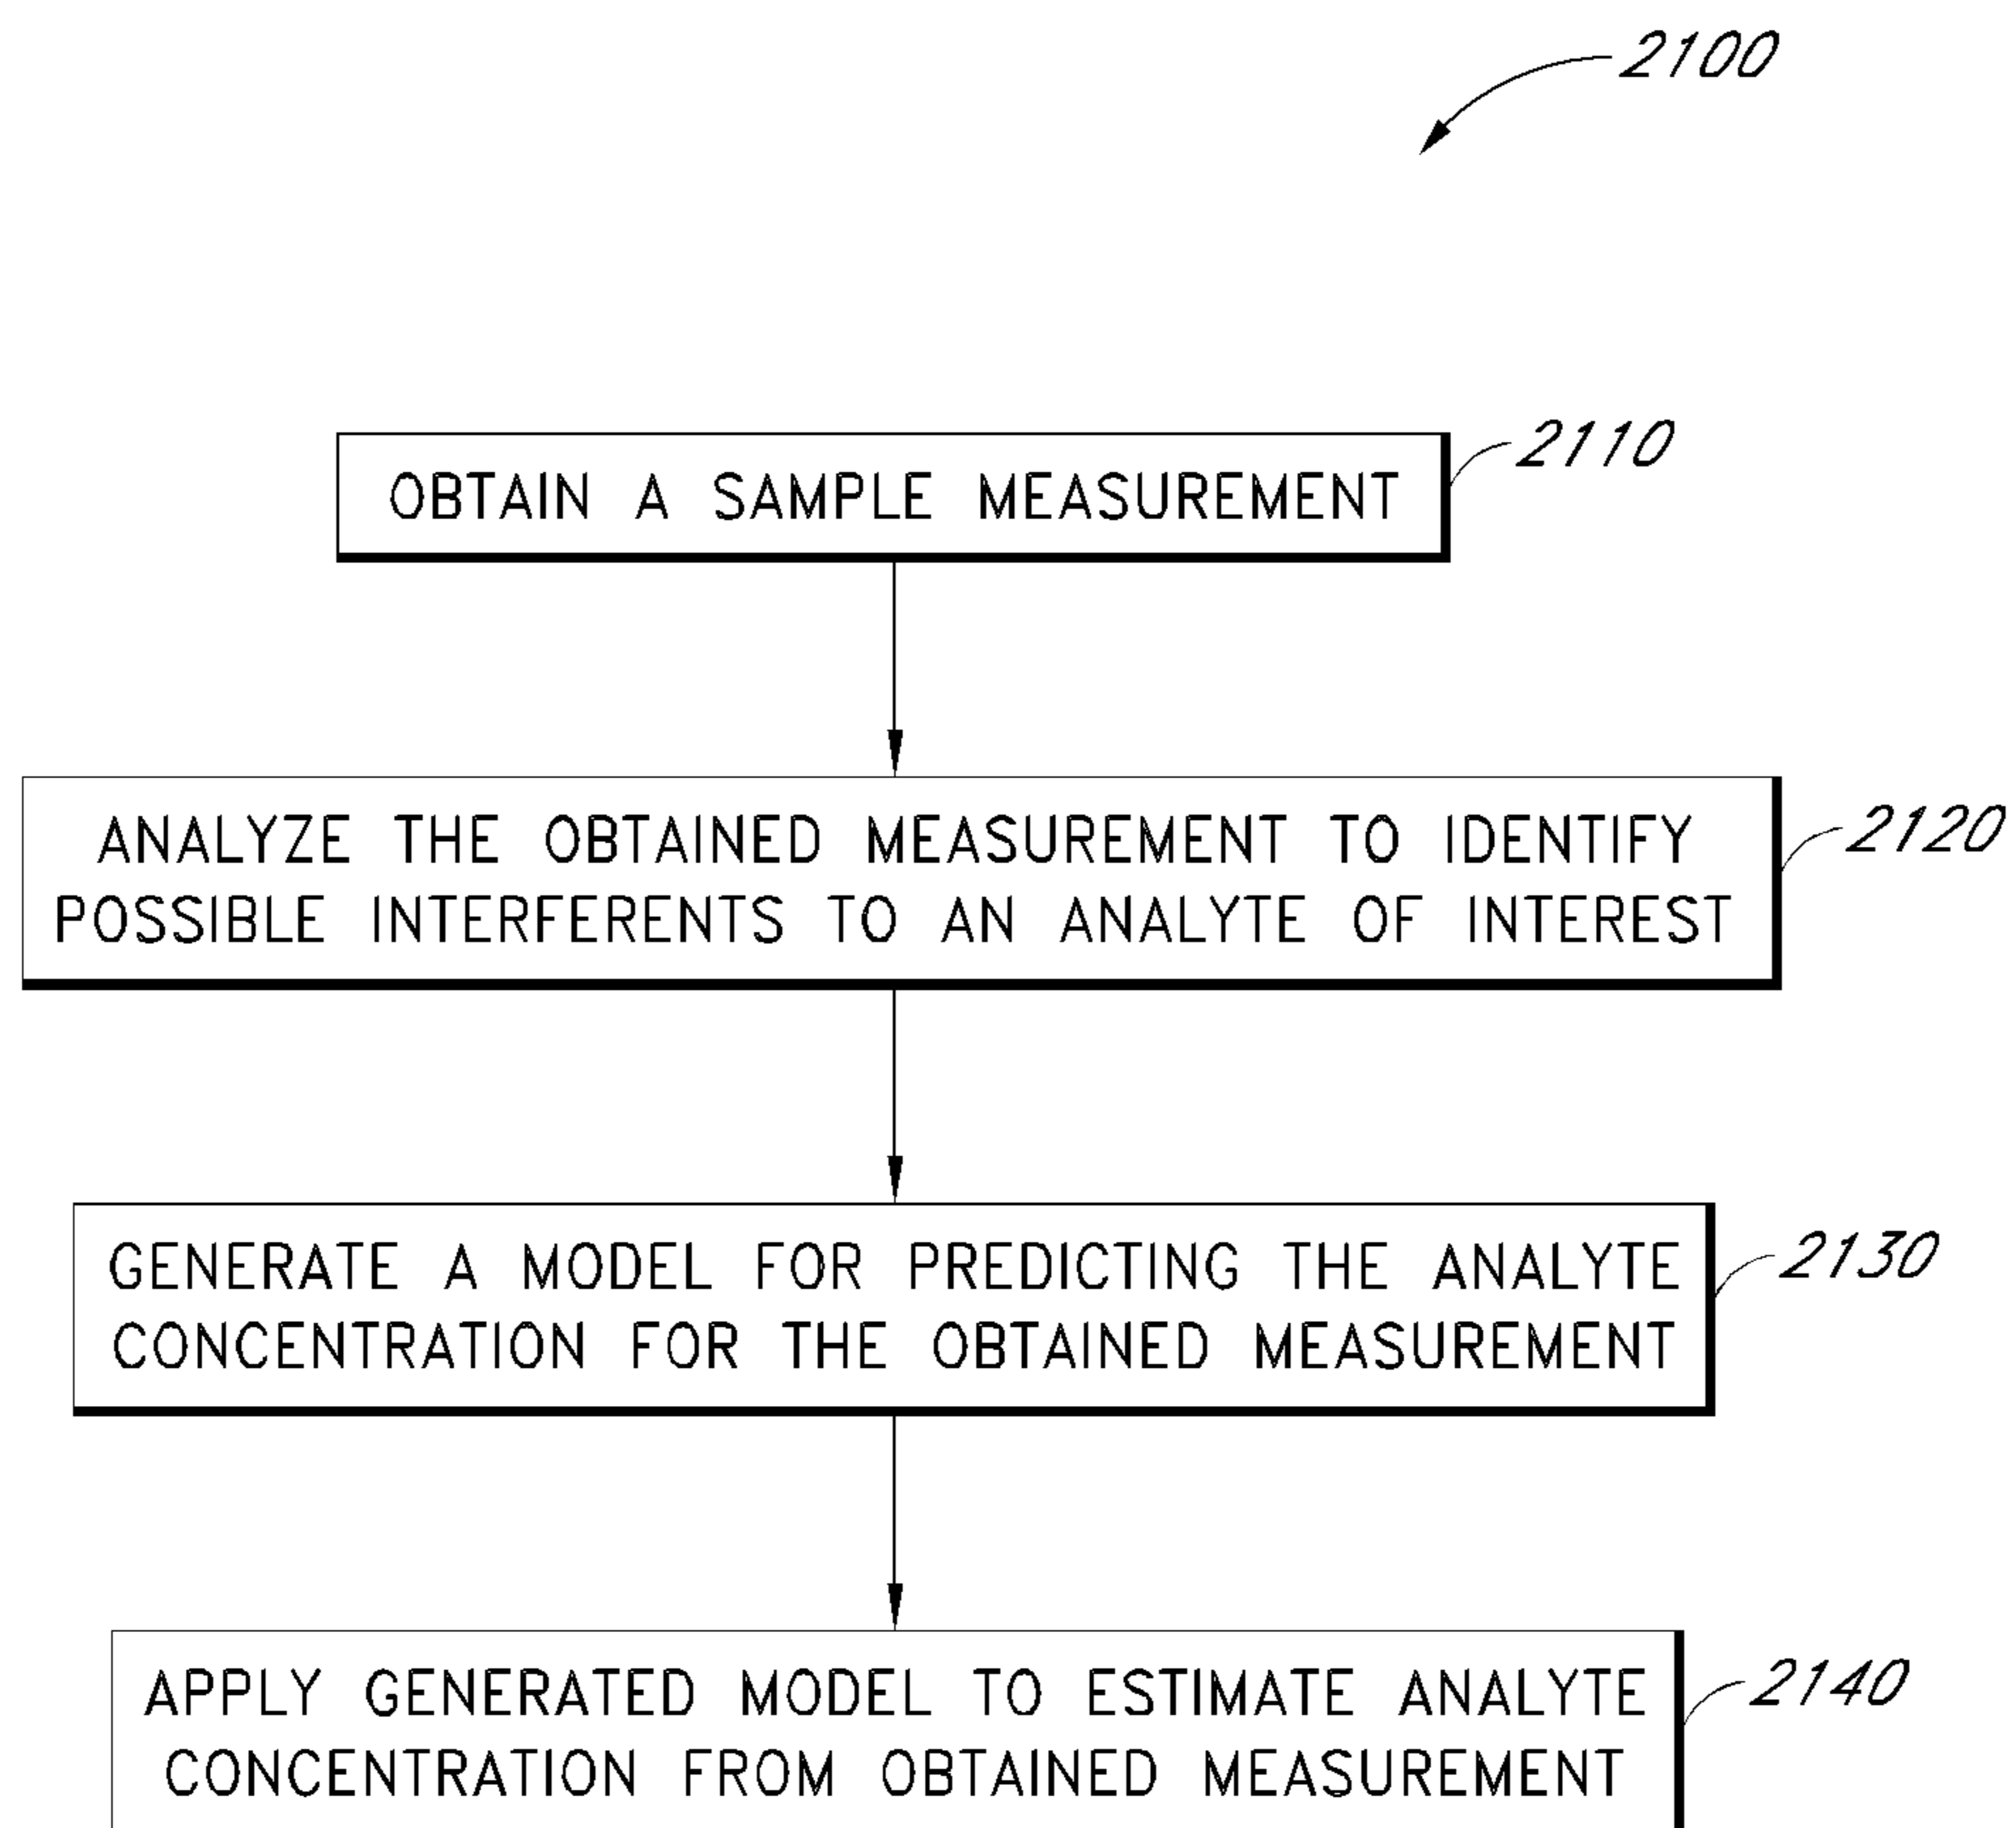 2100
OBTAIN A SAMPLE MEASUREMENT
2110
ANALYZE THE OBTAINED MEASUREMENT TO IDENTIFY
POSSIBLE INTERFERENTS TO AN ANALYTE OF INTEREST
2120
GENERATE A MODEL FOR PREDICTING THE ANALYTE
CONCENTRATION FOR THE OBTAINED MEASUREMENT
2130
APPLY GENERATED MODEL TO ESTIMATE ANALYTE
CONCENTRATION FROM OBTAINED MEASUREMENT
2140